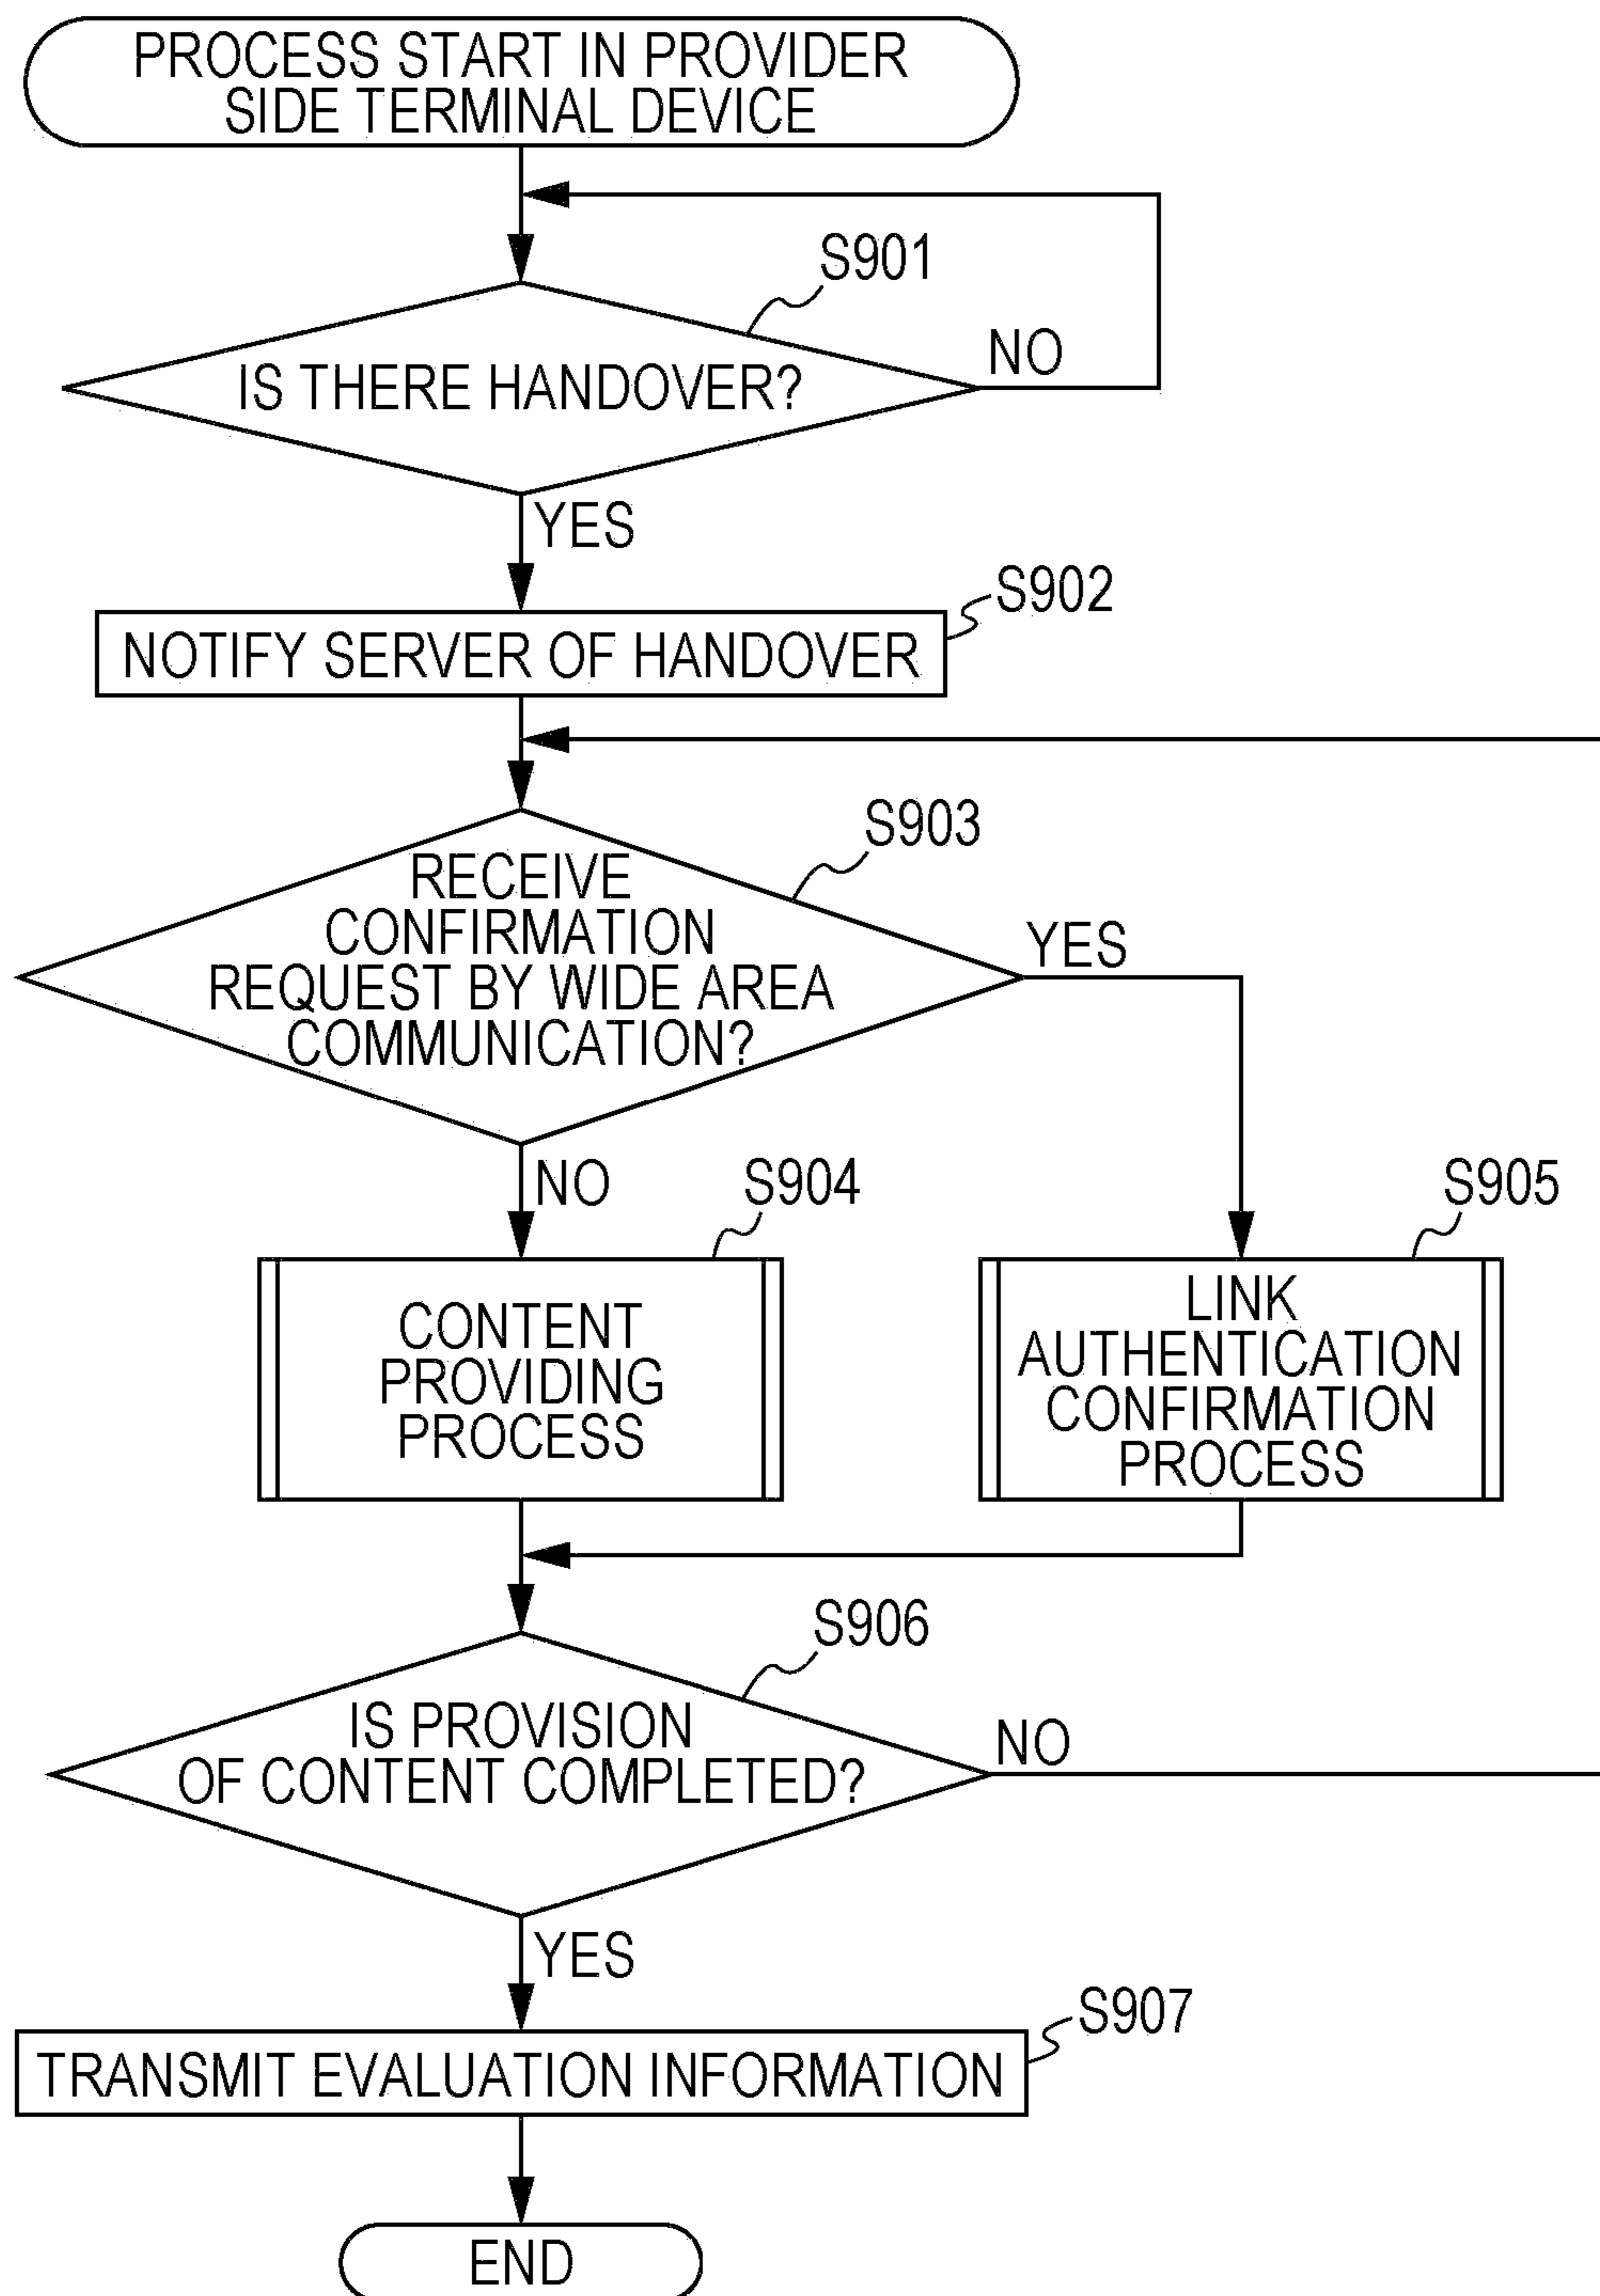 PROCESS START IN PROVIDER
SIDE TERMINAL DEVICE
S901
IS THERE HANDOVER?
NO
YES
S902
NOTIFY SERVER OF HANDOVER
S903
RECEIVE
CONFIRMATION
REQUEST BY WIDE AREA
COMMUNICATION?
YES
NO
S904
S905
CONTENT
PROVIDING
PROCESS
LINK
AUTHENTICATION
CONFIRMATION
PROCESS
S906
IS PROVISION
OF CONTENT COMPLETED?
NO
YES
S907
TRANSMIT EVALUATION INFORMATION
END